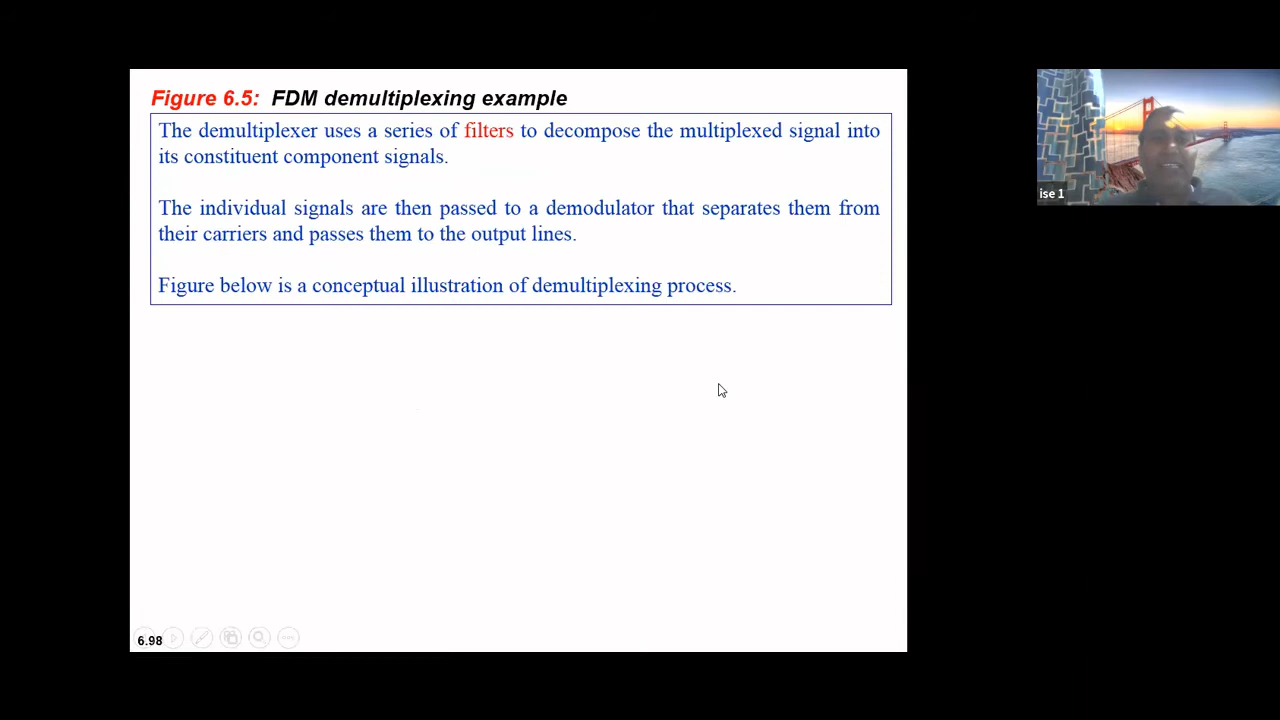 Figure 6.5: FDM demultiplexing example
The demultiplexer uses a series of filters to decompose the multiplexed signal into
its constituent component signals.
The individual signals are then passed to a demodulator that separates them from
their carriers and passes them to the output lines.
Figure below is a conceptual illustration of demultiplexing process.
6.98
ise 1